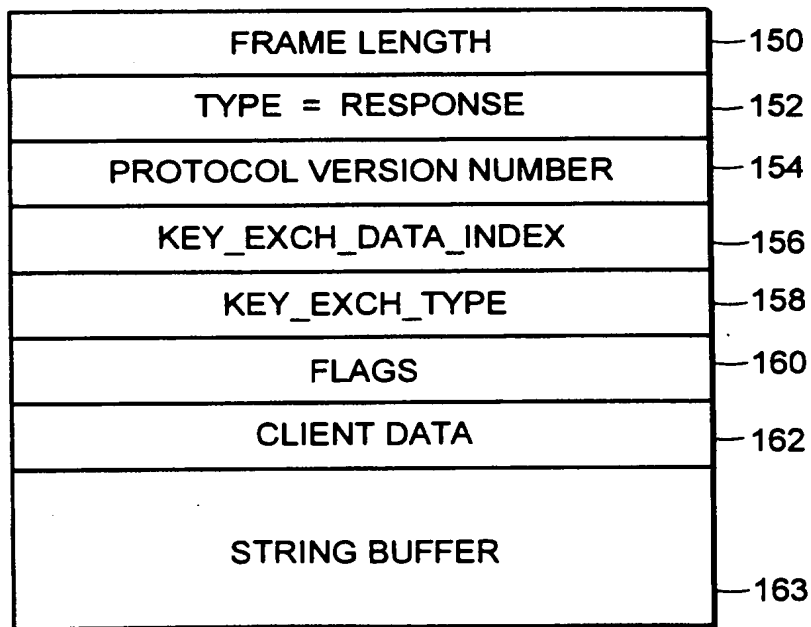 FRAME LENGTH 150
TYPE = RESPONSE 152
PROTOCOL VERSION NUMBER 154
KEY_EXCH_DATA_INDEX 156
KEY_EXCH_TYPE 158
FLAGS 160
CLIENT DATA 162
STRING BUFFER
163